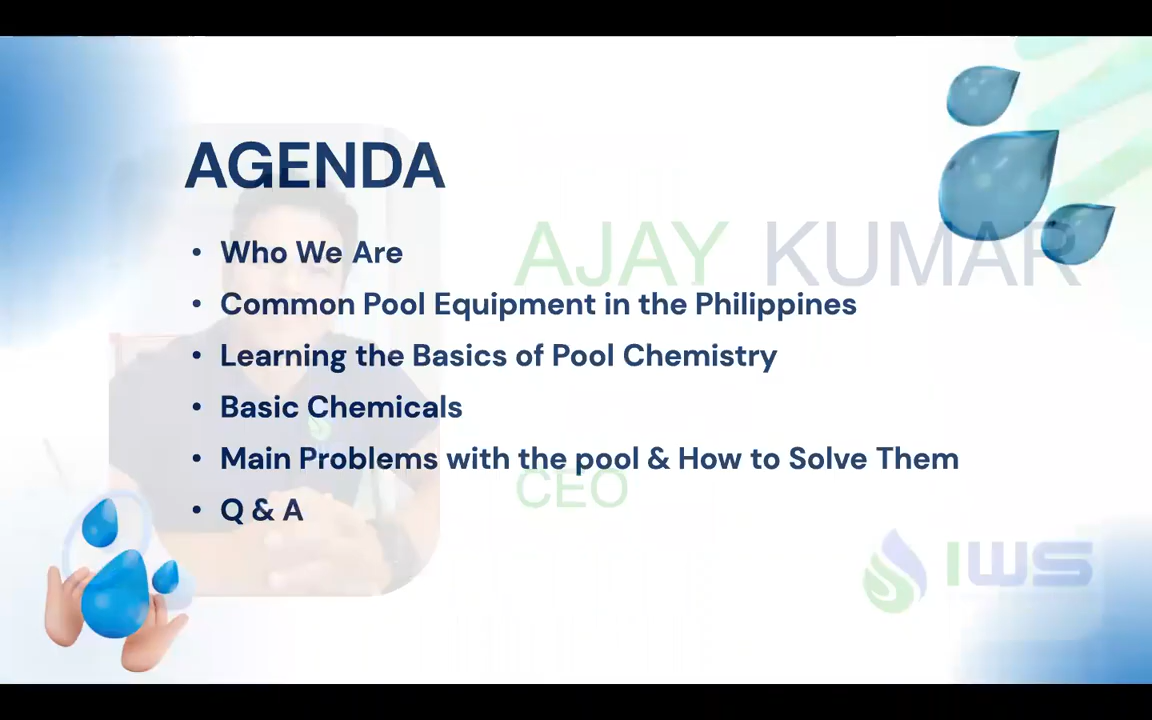 AGENDA
• Who We Are
AJAY KUMAR
• Common Pool Equipment in the Philippines
• Learning the Basics of Pool Chemistry
• Basic Chemicals
• Main Problems with the pool & How to Solve Them
CEO
• Q & A
IWS